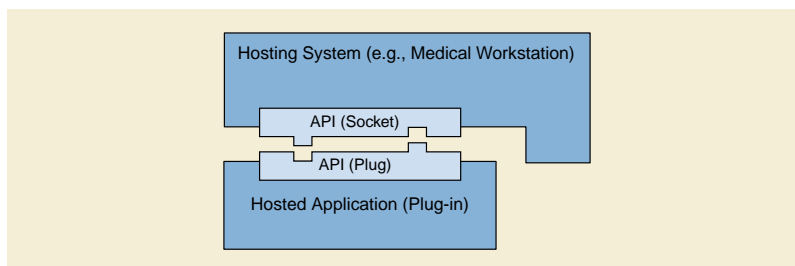 Hosting System (e.g., Medical Workstation)
API (Socket)
API (Plug)
Hosted Application (Plug-in)